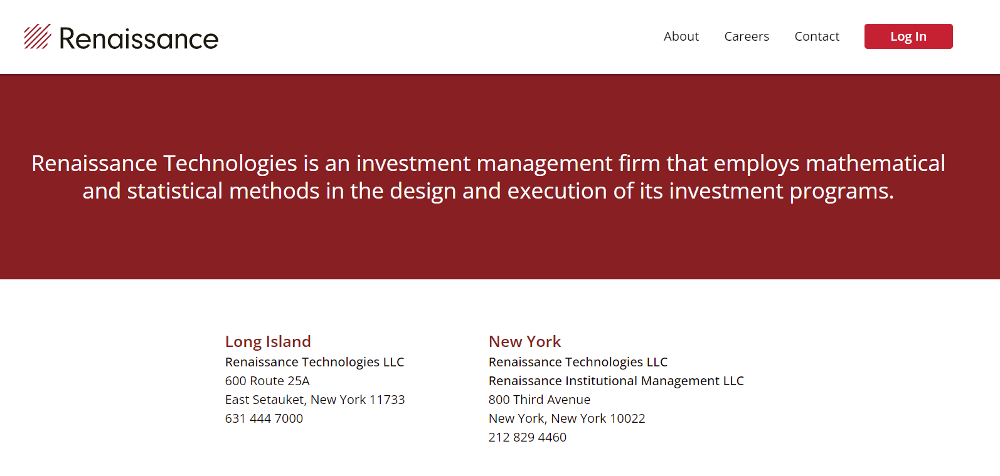 Renaissance
About
Careers
Contact
Log In
Renaissance Technologies is an investment management firm that employs mathematical
and statistical methods in the design and execution of its investment programs.
Long Island
Renaissance Technologies LLC
600 Route 25A
East Setauket, New York 11733
631 444 7000
New York
Renaissance Technologies LLC
Renaissance Institutional Management LLC
800 Third Avenue
New York, New York 10022
212 829 4460